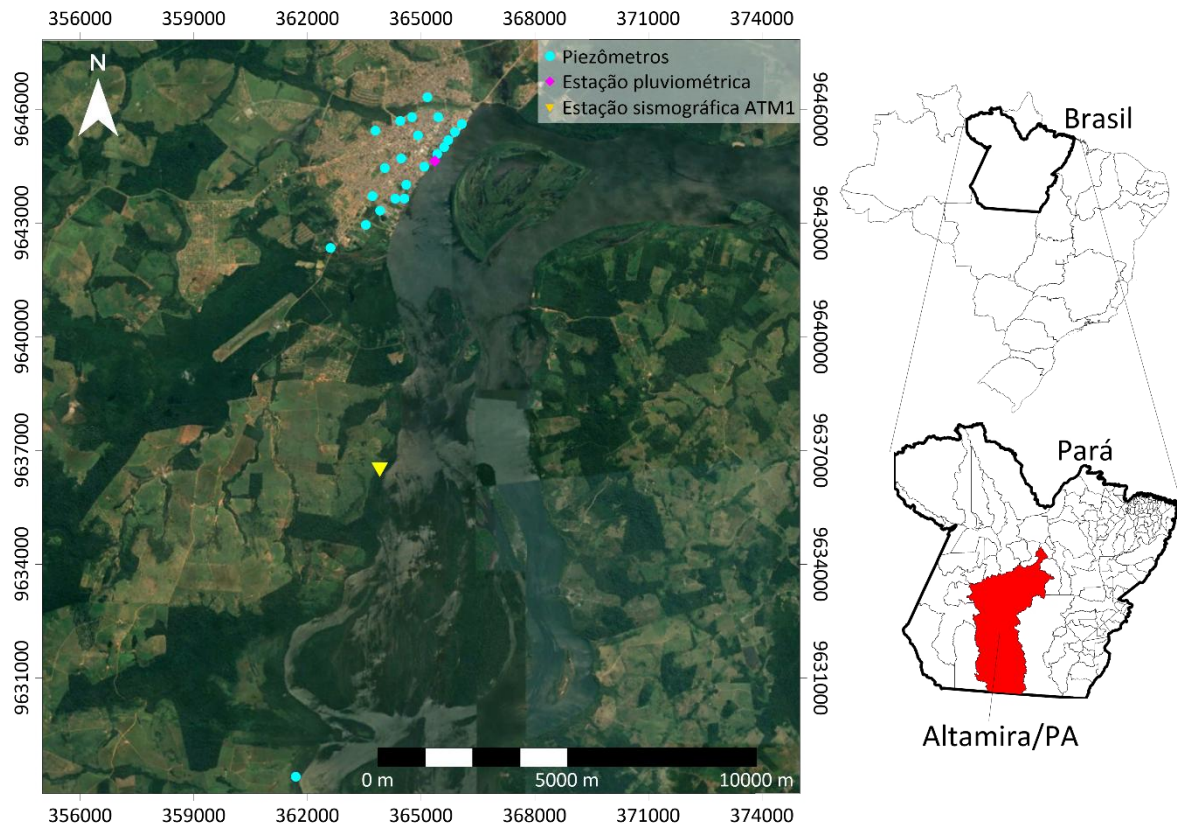 356000 359000 362000 365000 368000 371000 374000
N
Piezômetros
Estação pluviométrica
Estação sismográfica ATM1
9646000
9643000
9640000
9637000
9634000
9631000
9646000
9643000
9640000
9637000
9634000
9631000
0 m 5000 m 10000 m
356000 359000 362000 365000 368000 371000 374000
Brasil
Pará
Altamira/PA